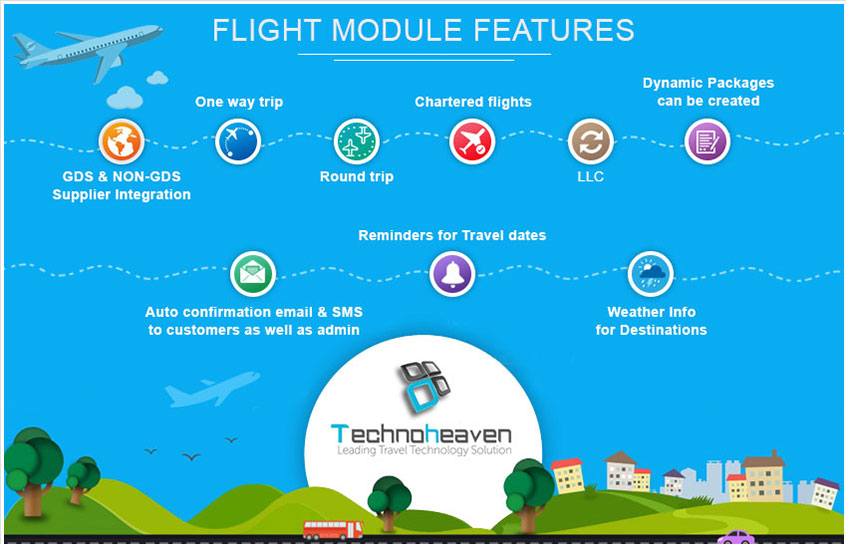 FLIGHT MODULE FEATURES
One way trip
Chartered flights
Dynamic Packages
can be created
GDS & NON-GDS
Supplier Integration
Round trip
LLC
Reminders for Travel dates
Auto confirmation email & SMS
to customers as well as admin
Weather Info
for Destinations
Technoheaven
Leading Travel Technology Solution